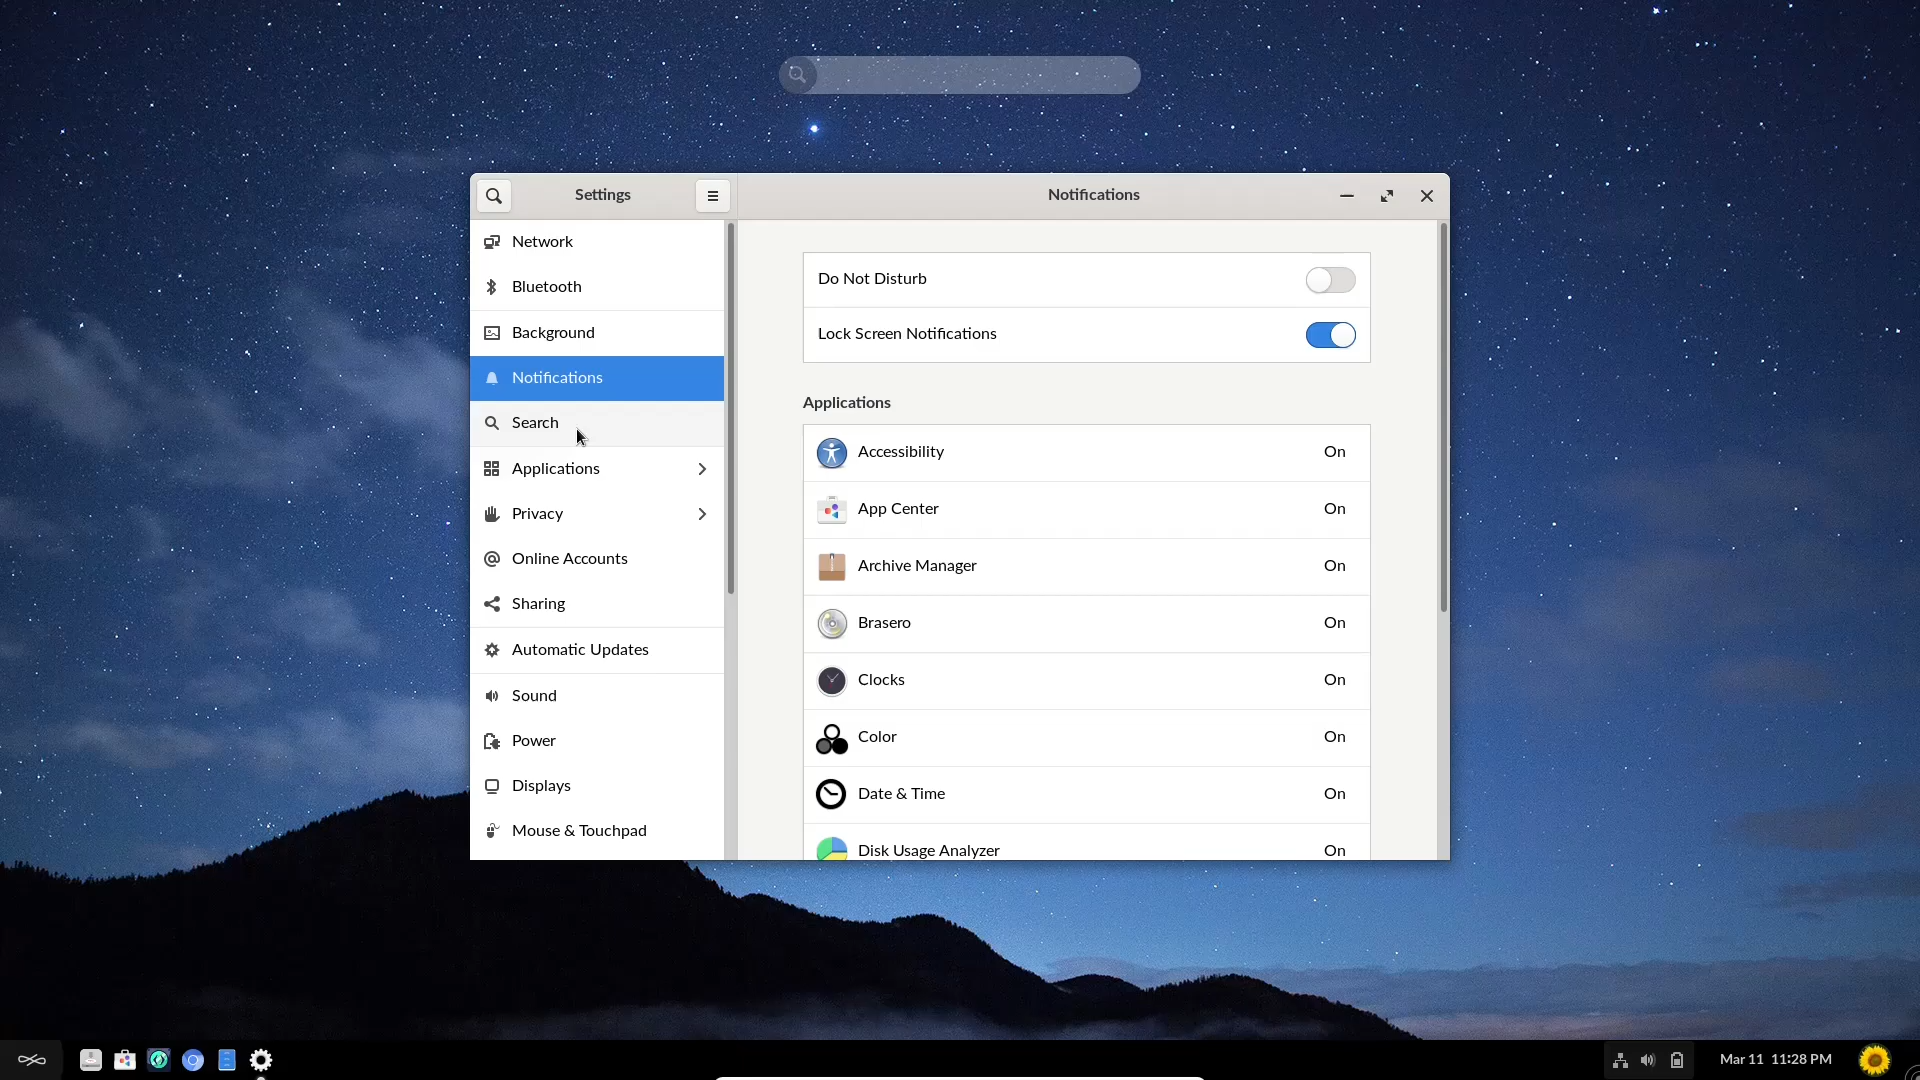 Settings
Notifications
Network
Bluetooth
Background
Notifications
Search
Applications
Privacy
Online Accounts
Sharing
Automatic Updates
Sound
Power
Displays
Mouse & Touchpad
Do Not Disturb
Lock Screen Notifications
Applications
Accessibility On
App Center On
Archive Manager On
Brasero On
Clocks On
Color On
Date & Time On
Disk Usage Analyzer On
Mar 11 11:28 PM